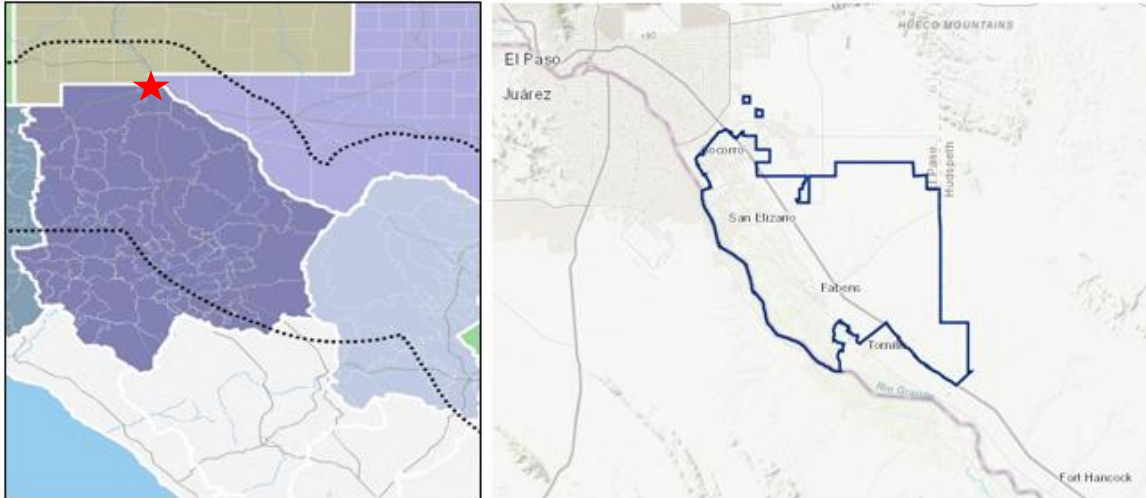 HUECO MOUNTAINS
El Paso
Juárez
Socorro
El Paso
Hudspeth
San Elizario
Fabens
Tornillo
Rio Grande
Fort Hancock